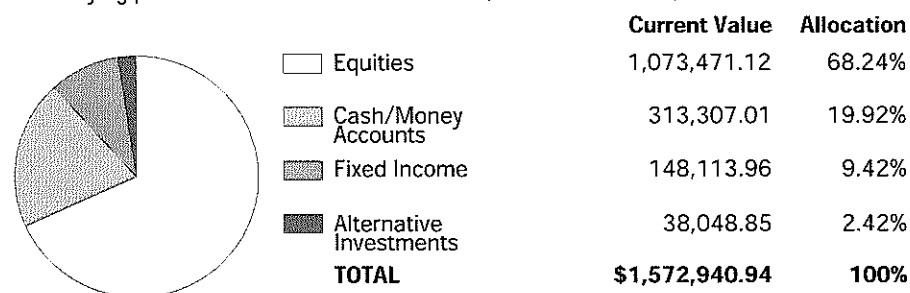 Current Value Allocation
Equities 1,073,471.12 68.24%
Cash/Money
Accounts 313,307.01 19.92%
Fixed Income 148,113.96 9.42%
Alternative
Investments 38,048.85 2.42%
TOTAL $1,572,940.94 100%